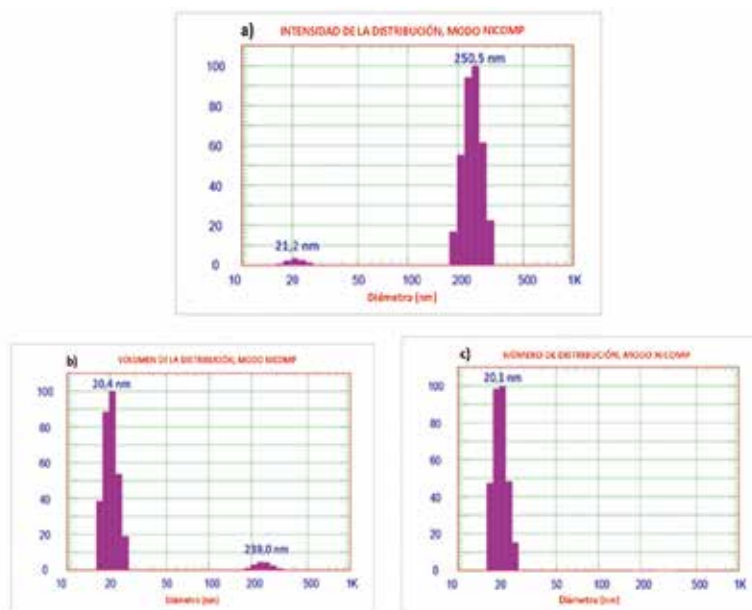 a) INTENSIDAD DE LA DISTRIBUCIÓN, MODO NICOMP
250,5 nm
100
80
60
40
20
21,2 nm
0
10 20 50 100 200 500 1K
Diámetro [nm]
b) VOLUMEN DE LA DISTRIBUCIÓN, MODO NICOMP
20,4 nm
100
80
60
40
20
239,0 nm
0
10 20 50 100 200 500 1K
Diámetro [nm]
c) NÚMERO DE DISTRIBUCIÓN, MODO NICOMP
20,1 nm
100
80
60
40
20
0
10 20 50 100 200 500 1K
Diámetro [nm]